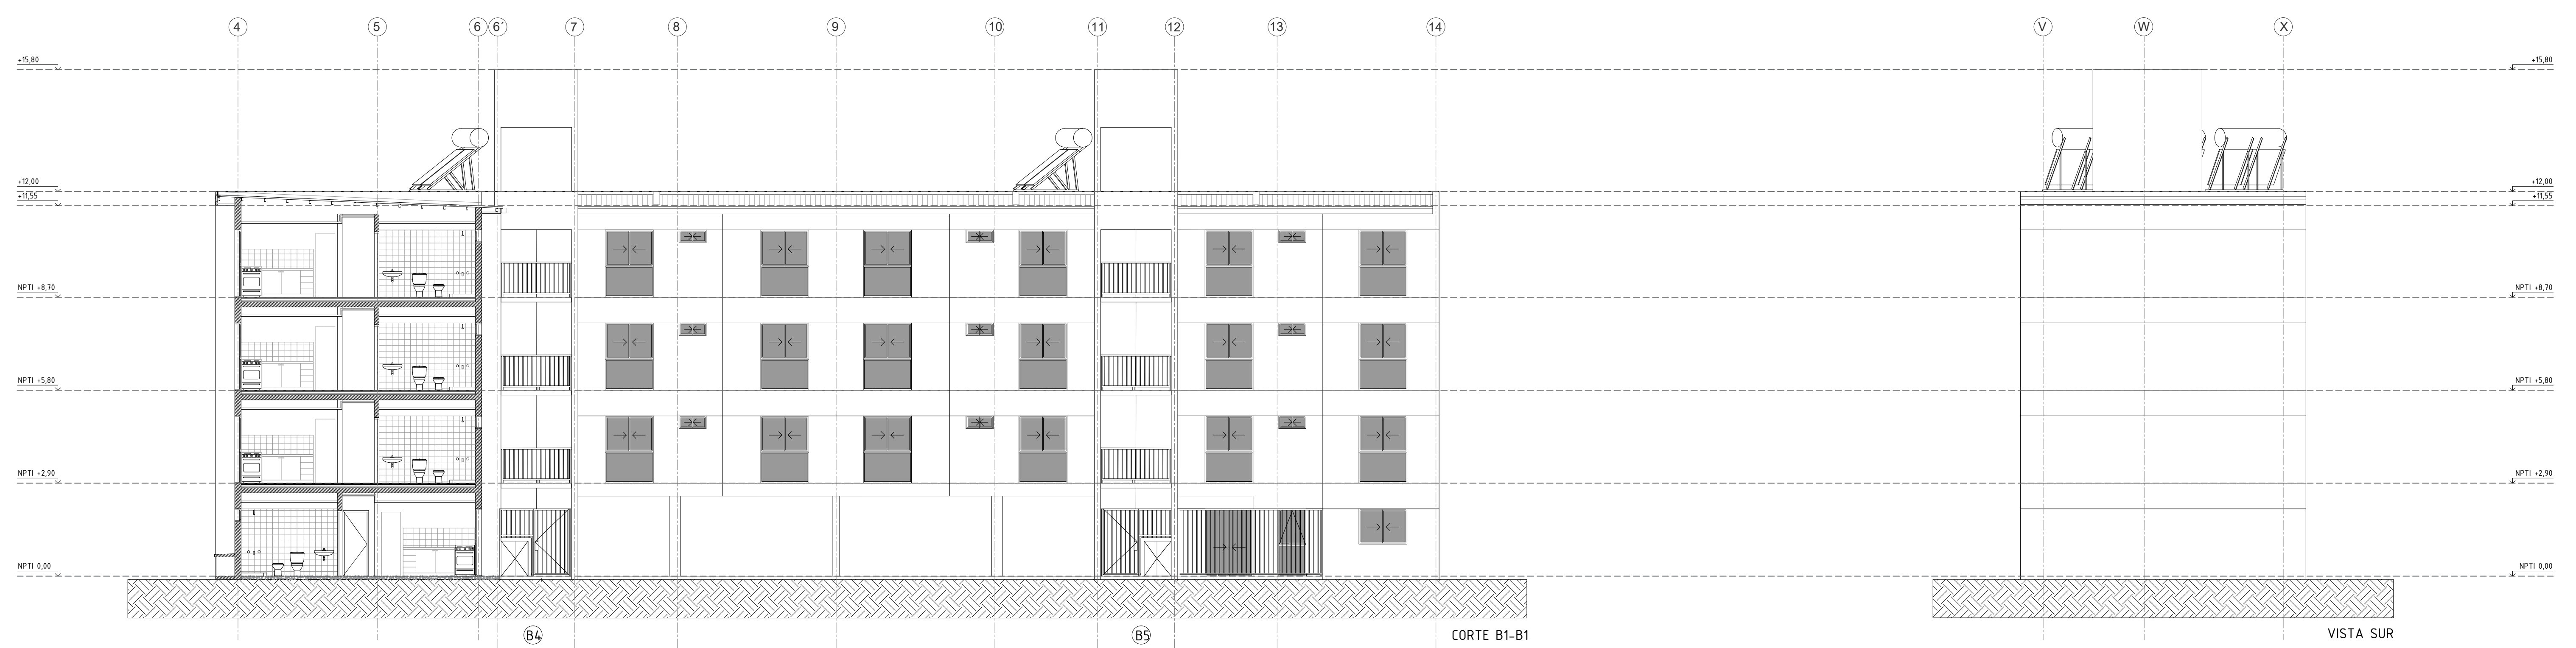 4 5 6 6´ 7 8 9 10 11 12 13 14 V W X
+15,80 +15,80
+12,00 +12,00
+11,55 +11,55
NPTI +8,70 NPTI +8,70
NPTI +5,80 NPTI +5,80
NPTI +2,90 NPTI +2,90
NPTI 0,00 NPTI 0,00
B4 B5 CORTE B1-B1 VISTA SUR